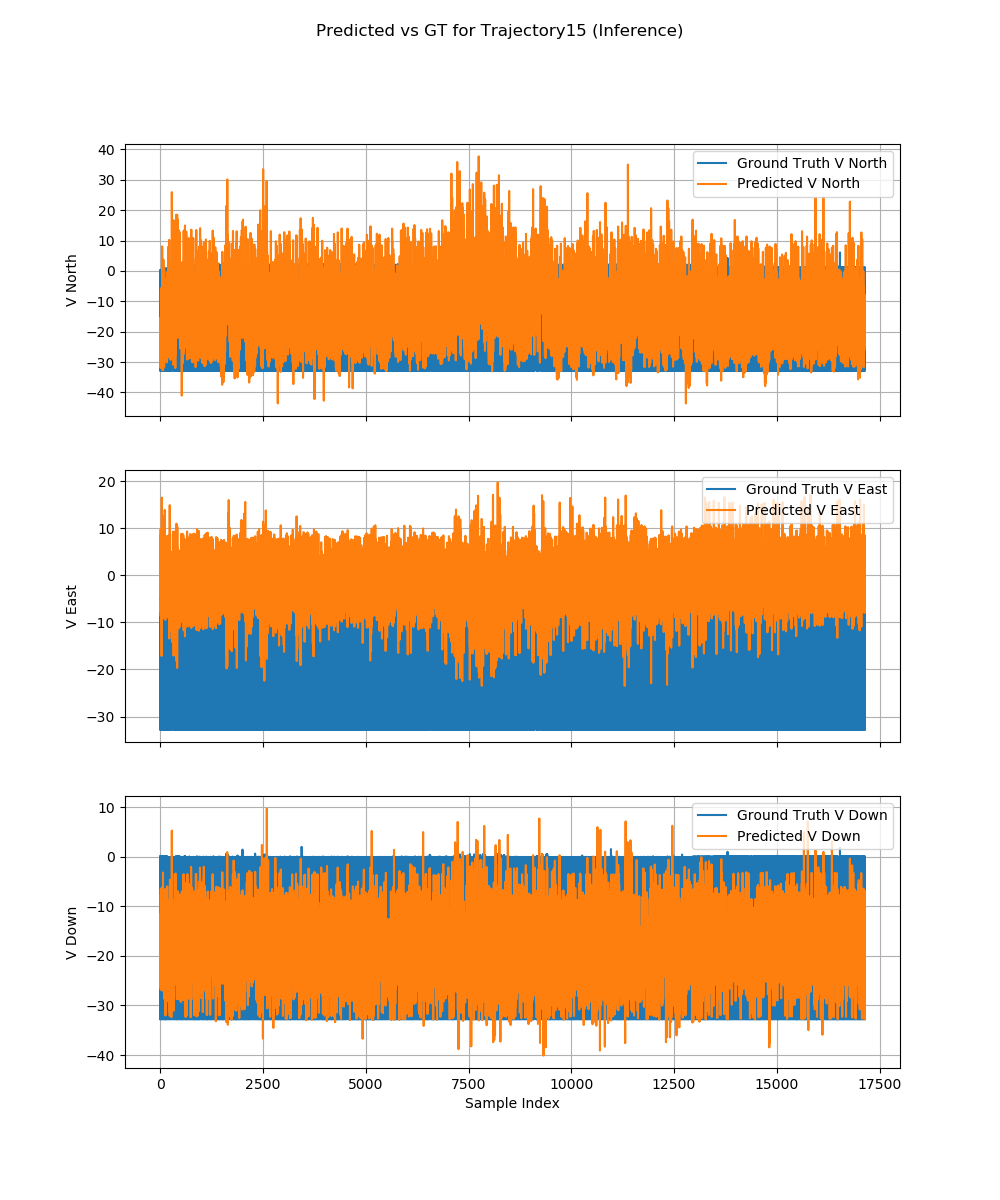 Predicted vs GT for Trajectory15 (Inference)
40
30
20
10
0
−10
−20
−30
−40
V North
Ground Truth V North
Predicted V North
20
10
0
−10
−20
−30
V East
Ground Truth V East
Predicted V East
10
0
−10
−20
−30
−40
V Down
Ground Truth V Down
Predicted V Down
0 2500 5000 7500 10000 12500 15000 17500
Sample Index